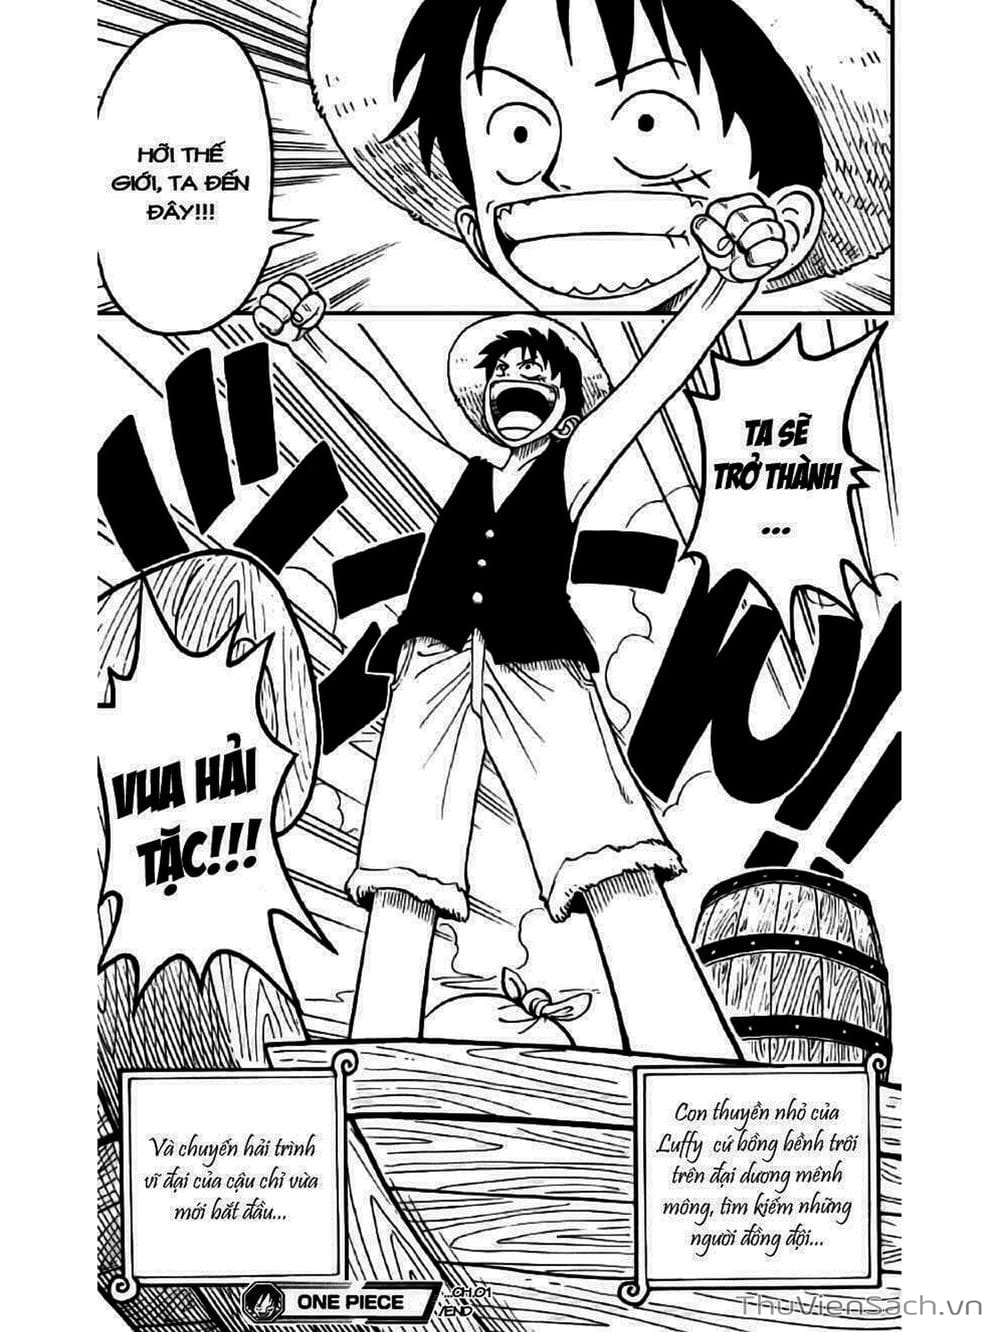 HỠI THẾ
GIỚI, TA ĐẾN
ĐÂY!!!
TA SẼ
TRỞ THÀNH
...
VUA HẢI
TẶC!!!
Con thuyền nhỏ của
Luffy cứ bồng bềnh trôi
trên đại dương mênh
mông, tìm kiếm những
người đồng đội...
Và chuyến hải trình
vĩ đại của cậu chỉ vừa
mới bắt đầu...
ONE PIECE
...CH.01
/END
ThuVienSach.vn